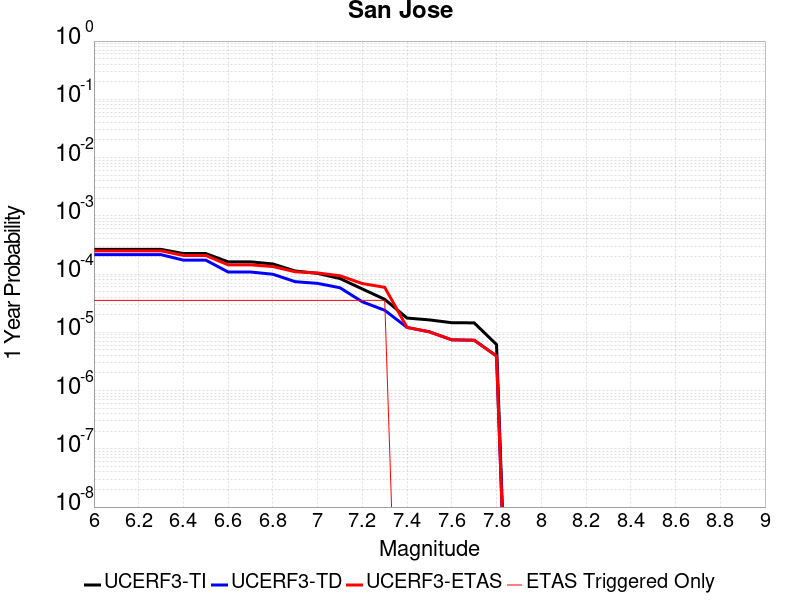 San Jose
1 Year Probability
10^0
10^-1
10^-2
10^-3
10^-4
10^-5
10^-6
10^-7
10^-8
6 6.2 6.4 6.6 6.8 7 7.2 7.4 7.6 7.8 8 8.2 8.4 8.6 8.8 9
Magnitude
UCERF3-TI UCERF3-TD UCERF3-ETAS ETAS Triggered Only